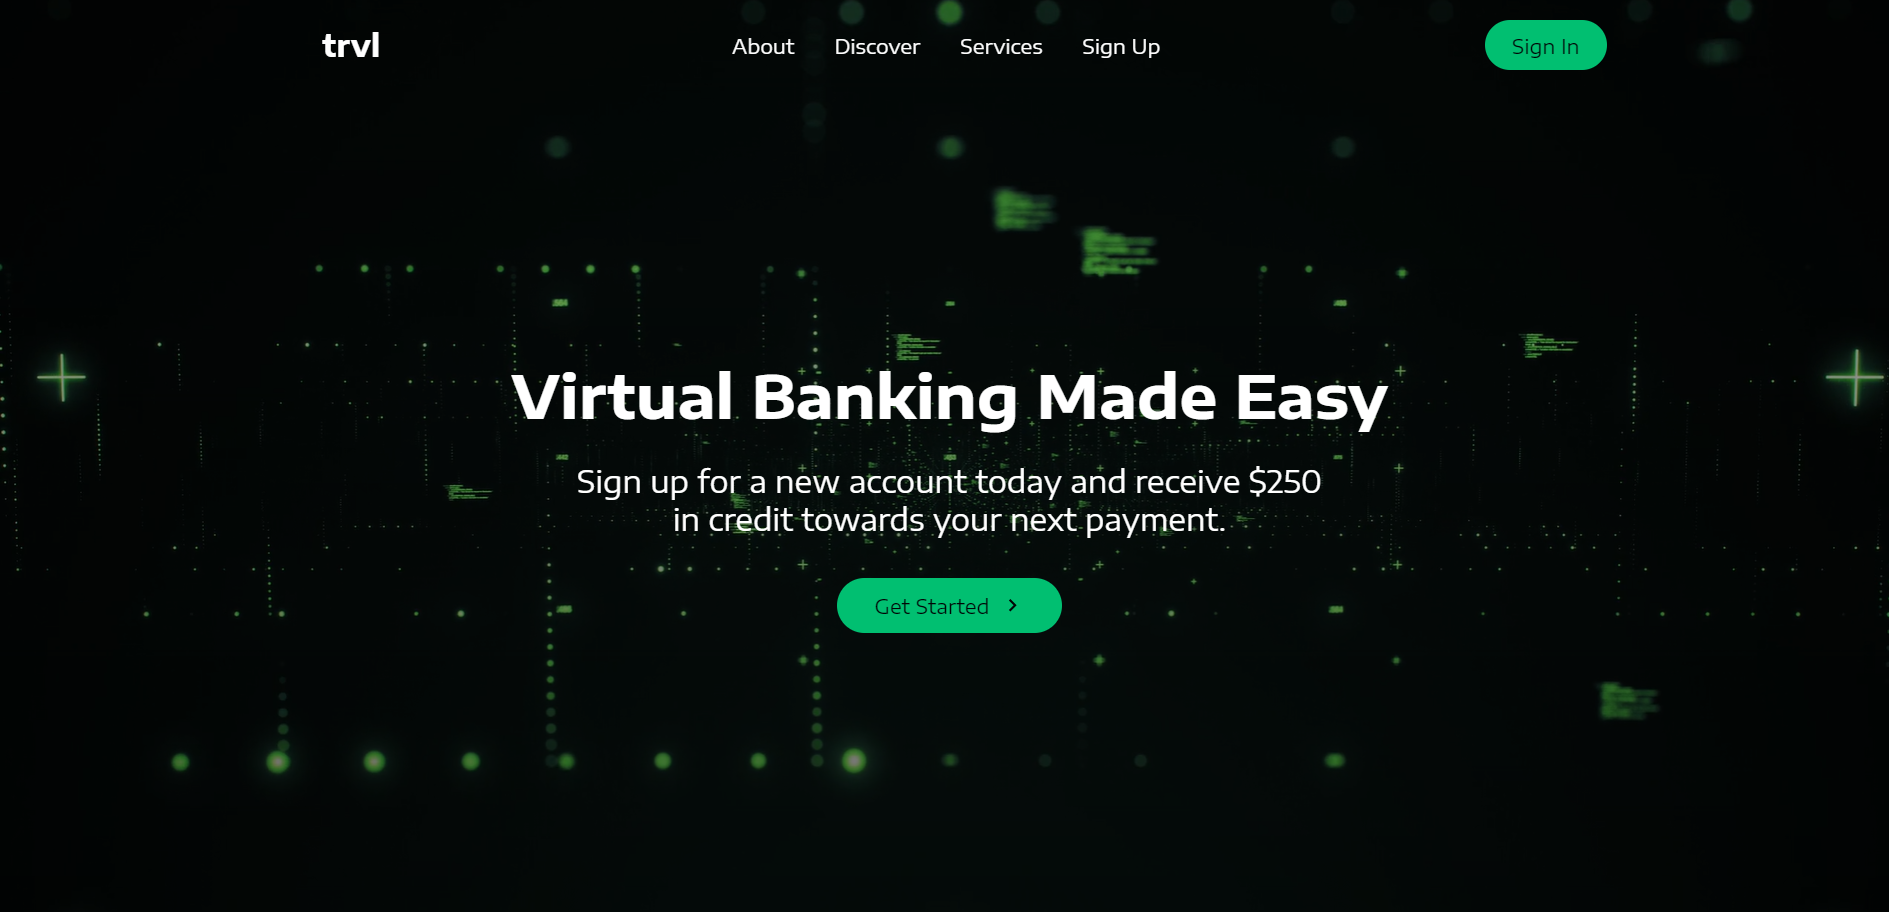 trvl
About
Discover
Services
Sign Up
Sign In
Virtual Banking Made Easy
Sign up for a new account today and receive $250
in credit towards your next payment.
Get Started